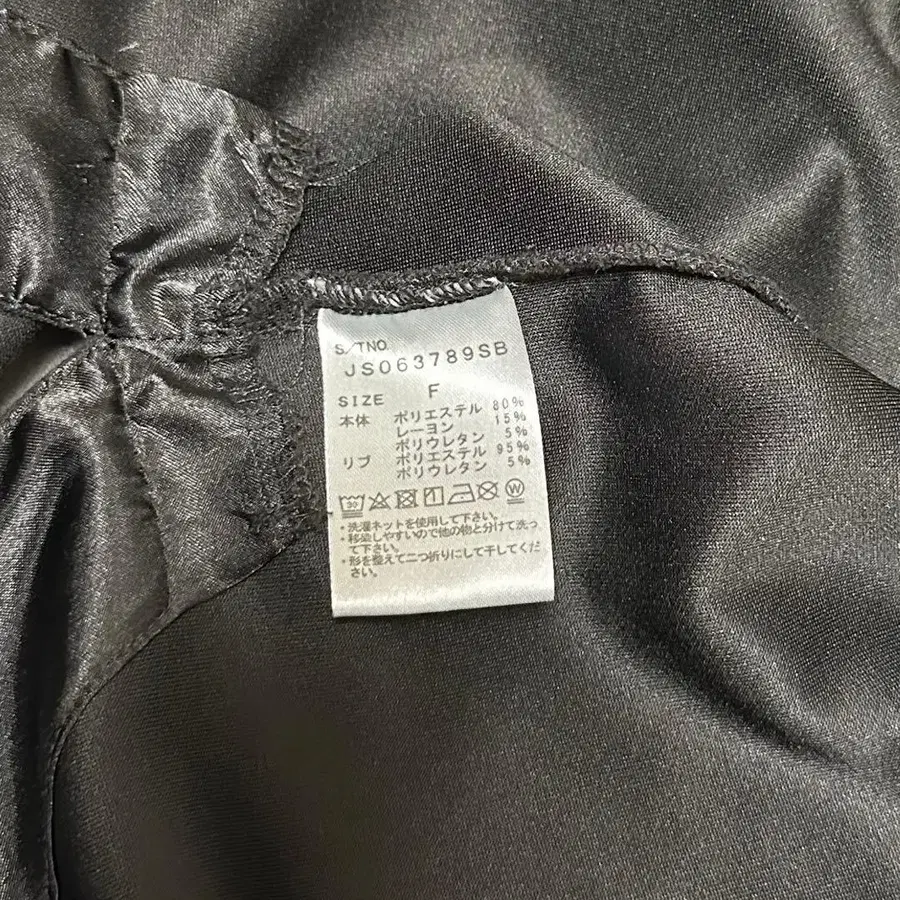 S/TNO.
JS063789SB
SIZE F
本体 ポリエステル 80%
レーヨン 15%
ポリウレタン 5%
リブ ポリエステル 95%
ポリウレタン 5%
30 W
・洗濯ネットを使用して下さい。
・移染しやすいので他の物と分けて洗っ
て下さい。
・形を整えて二つ折りにして干してくだ
さい。